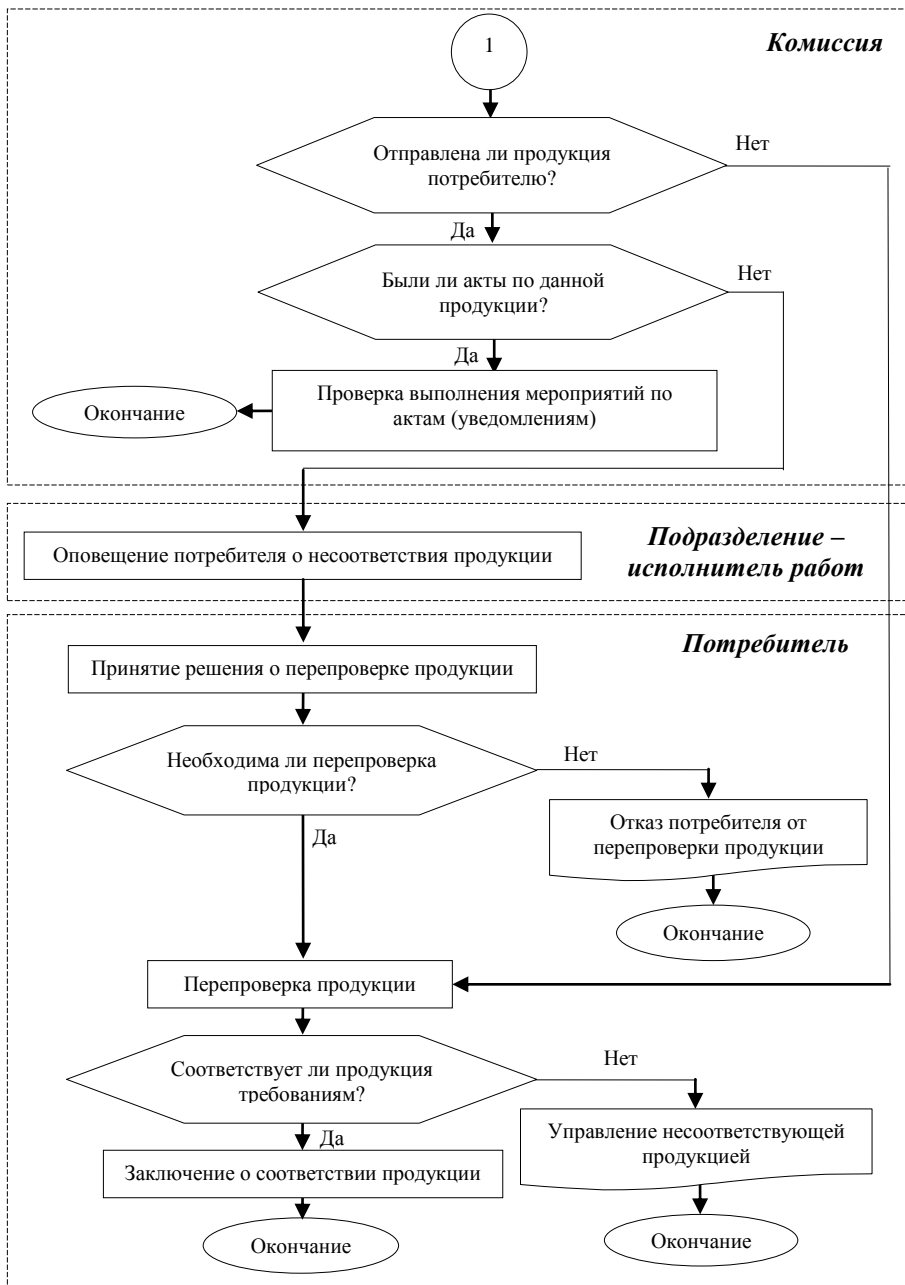 1
Комиссия
Отправлена ли продукция
потребителю?
Нет
Да
Были ли акты по данной
продукции?
Нет
Да
Проверка выполнения мероприятий по
актам (уведомлениям)
Окончание
Подразделение –
исполнитель работ
Оповещение потребителя о несоответствия продукции
Потребитель
Принятие решения о перепроверке продукции
Необходима ли перепроверка
продукции?
Нет
Да
Отказ потребителя от
перепроверки продукции
Окончание
Перепроверка продукции
Соответствует ли продукция
требованиям?
Нет
Да
Управление несоответствующей
продукцией
Заключение о соответствии продукции
Окончание
Окончание